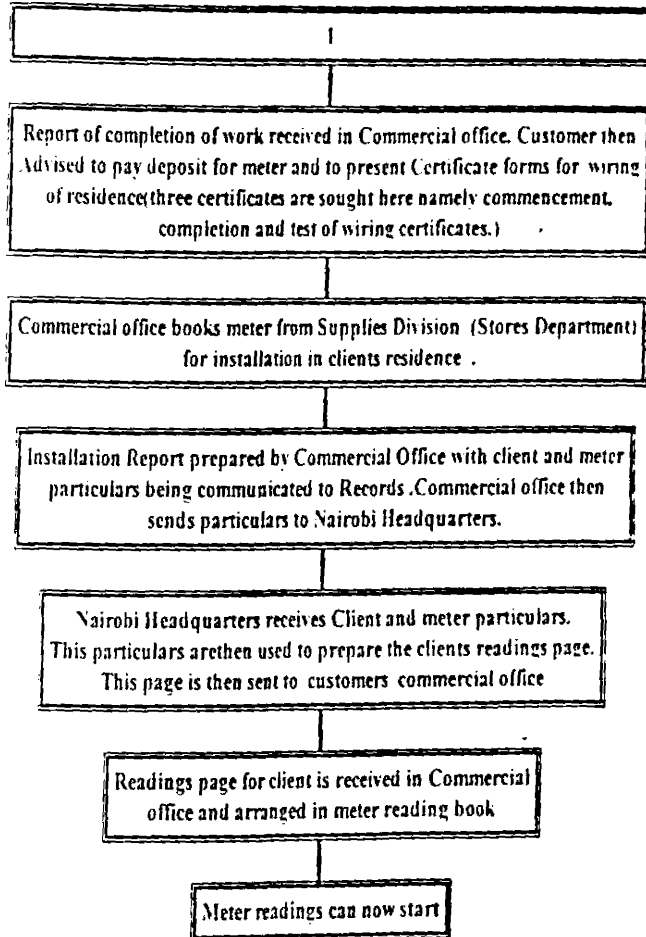 1
Report of completion of work received in Commercial office. Customer then
Advised to pay deposit for meter and to present Certificate forms for wiring
of residence(three certificates are sought here namely commencement,
completion and test of wiring certificates.)
Commercial office books meter from Supplies Division (Stores Department)
for installation in clients residence .
Installation Report prepared by Commercial Office with client and meter
particulars being communicated to Records .Commercial office then
sends particulars to Nairobi Headquarters.
Nairobi Headquarters receives Client and meter particulars.
This particulars arethen used to prepare the clients readings page.
This page is then sent to customers commercial office
Readings page for client is received in Commercial
office and arranged in meter reading book
Meter readings can now start